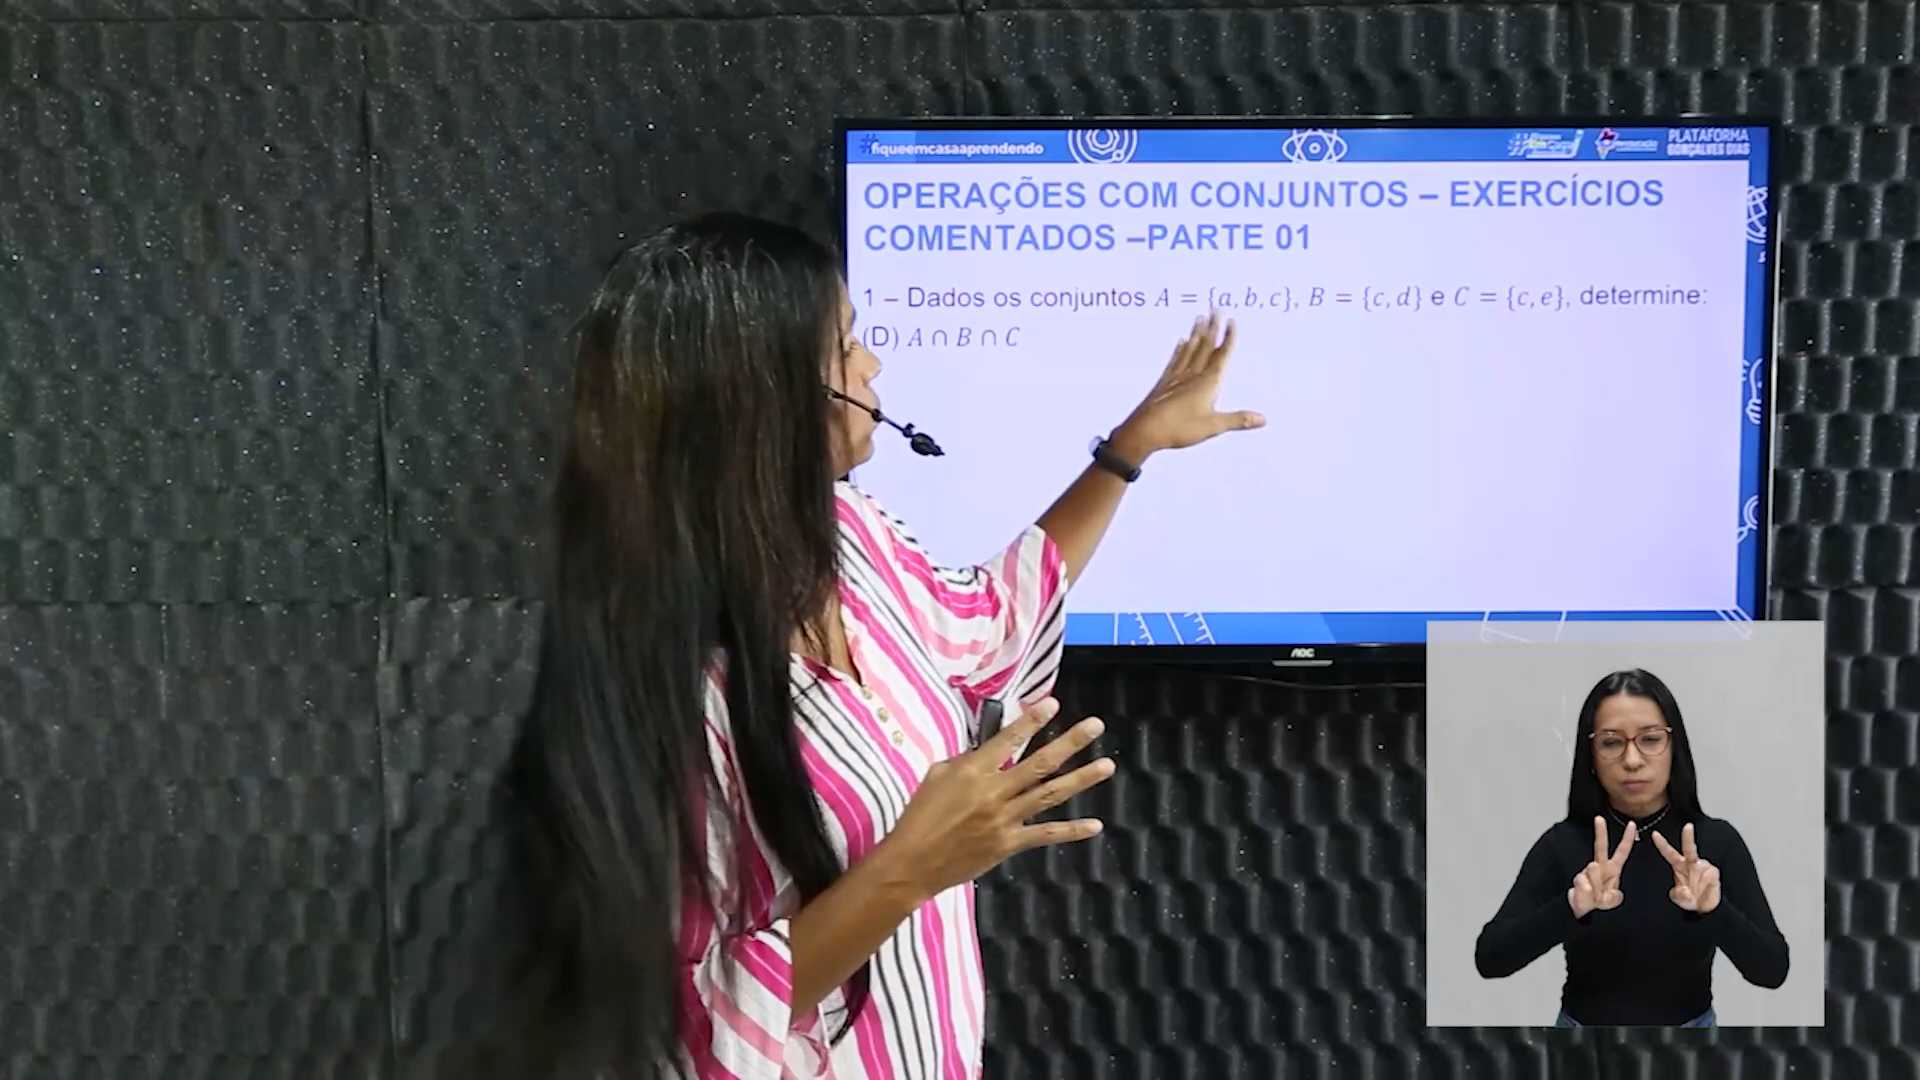 #fiqueemcasaaprendendo
PLATAFORMA
GONÇALVES DIAS
OPERAÇÕES COM CONJUNTOS – EXERCÍCIOS
COMENTADOS –PARTE 01
1 – Dados os conjuntos A = {a, b, c}, B = {c, d} e C = {c, e}, determine:
(D) A ∩ B ∩ C
AOC